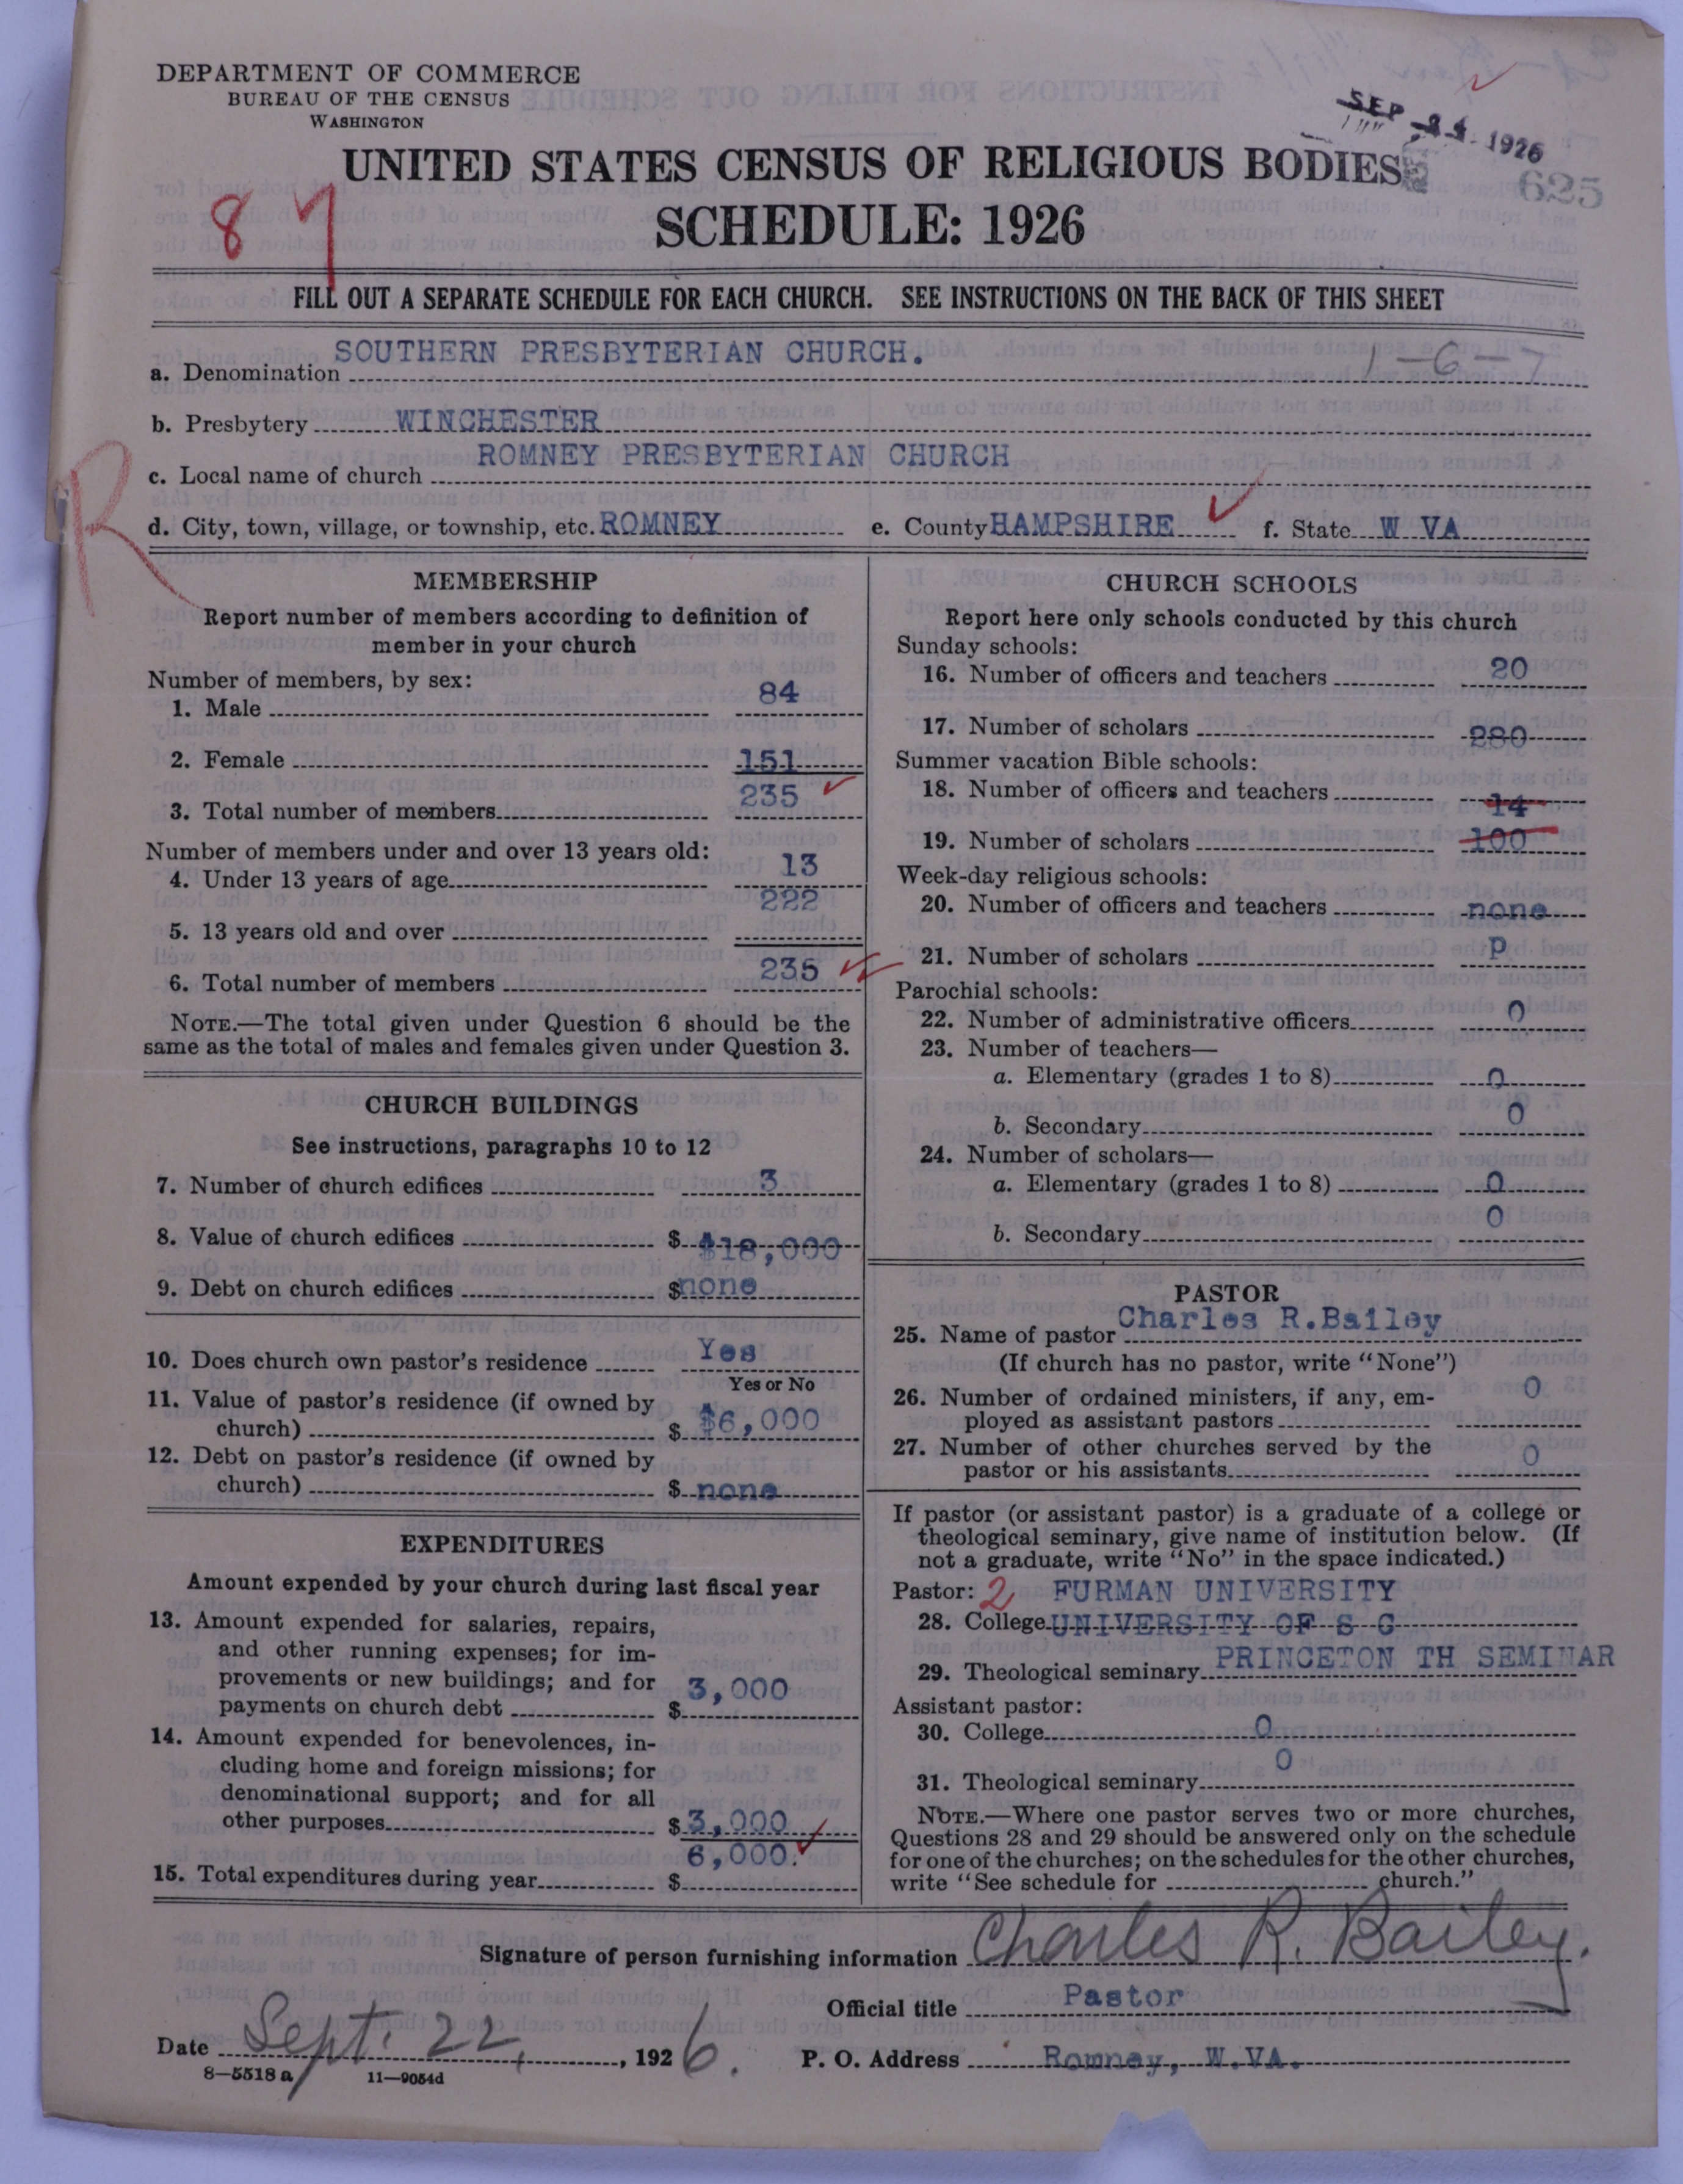 DEPARTMENT OF COMMERCE
BUREAU OF THE CENSUS
WASHINGTON
SEP 1926
625
UNITED STATES CENSUS OF RELIGIOUS BODIES
87
SCHEDULE: 1926
FILL OUT A SEPARATE SCHEDULE FOR EACH CHURCH. SEE INSTRUCTIONS ON THE BACK OF THIS SHEET
a. Denomination SOUTHERN PRESBYTERIAN CHURCH. 1-6-7
b. Presbytery WINCHESTER
c. Local name of church ROMNEY PRESBYTERIAN CHURCH
R
d. City, town, village, or township, etc. ROMNEY e. County HAMPSHIRE f. State W VA
MEMBERSHIP
Report number of members according to definition of
member in your church
Number of members, by sex:
1. Male 84
2. Female 151
3. Total number of members 235
Number of members under and over 13 years old:
4. Under 13 years of age 13
5. 13 years old and over 222
6. Total number of members 235
NOTE.—The total given under Question 6 should be the
same as the total of males and females given under Question 3.
CHURCH BUILDINGS
See instructions, paragraphs 10 to 12
7. Number of church edifices 3
8. Value of church edifices $ $18,000
9. Debt on church edifices $ none
10. Does church own pastor's residence Yes
Yes or No
11. Value of pastor's residence (if owned by
church) $ $6,000
12. Debt on pastor's residence (if owned by
church) $ none
EXPENDITURES
Amount expended by your church during last fiscal year
13. Amount expended for salaries, repairs,
and other running expenses; for im-
provements or new buildings; and for
payments on church debt $ 3,000
14. Amount expended for benevolences, in-
cluding home and foreign missions; for
denominational support; and for all
other purposes $ 3,000
15. Total expenditures during year $ 6,000.
CHURCH SCHOOLS
Report here only schools conducted by this church
Sunday schools:
16. Number of officers and teachers 20
17. Number of scholars 280
Summer vacation Bible schools:
18. Number of officers and teachers 14
19. Number of scholars 100
Week-day religious schools:
20. Number of officers and teachers none
21. Number of scholars p
Parochial schools:
22. Number of administrative officers 0
23. Number of teachers—
a. Elementary (grades 1 to 8) 0
b. Secondary 0
24. Number of scholars—
a. Elementary (grades 1 to 8) 0
b. Secondary 0
PASTOR
25. Name of pastor Charles R.Bailey
(If church has no pastor, write "None")
26. Number of ordained ministers, if any, em-
ployed as assistant pastors 0
27. Number of other churches served by the
pastor or his assistants 0
If pastor (or assistant pastor) is a graduate of a college or
theological seminary, give name of institution below. (If
not a graduate, write "No" in the space indicated.)
Pastor: 2 FURMAN UNIVERSITY
28. College UNIVERSITY OF S C
29. Theological seminary PRINCETON TH SEMINAR
Assistant pastor:
30. College 0
31. Theological seminary 0
NOTE.—Where one pastor serves two or more churches,
Questions 28 and 29 should be answered only on the schedule
for one of the churches; on the schedules for the other churches,
write "See schedule for church."
Signature of person furnishing information Charles R. Bailey.
Official title Pastor
Date Sept. 22, 1926. P. O. Address Romney, W.VA.
8—5518 a 11—9054d